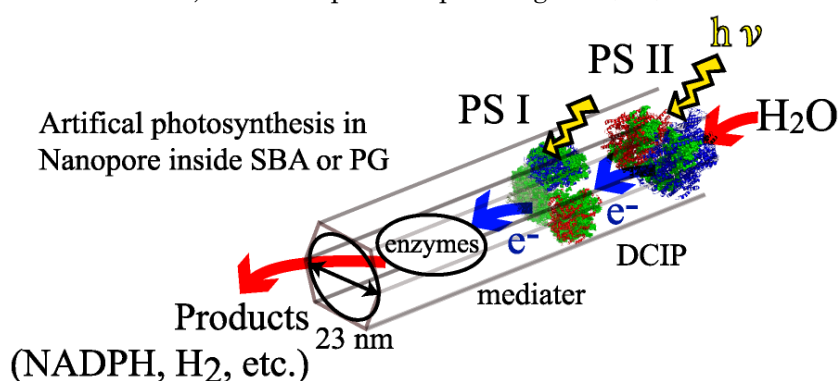 h ν
PS II
PS I
H2O
Artifical photosynthesis in
Nanopore inside SBA or PG
enzymes
e-
e-
DCIP
mediater
Products
23 nm
(NADPH, H2, etc.)